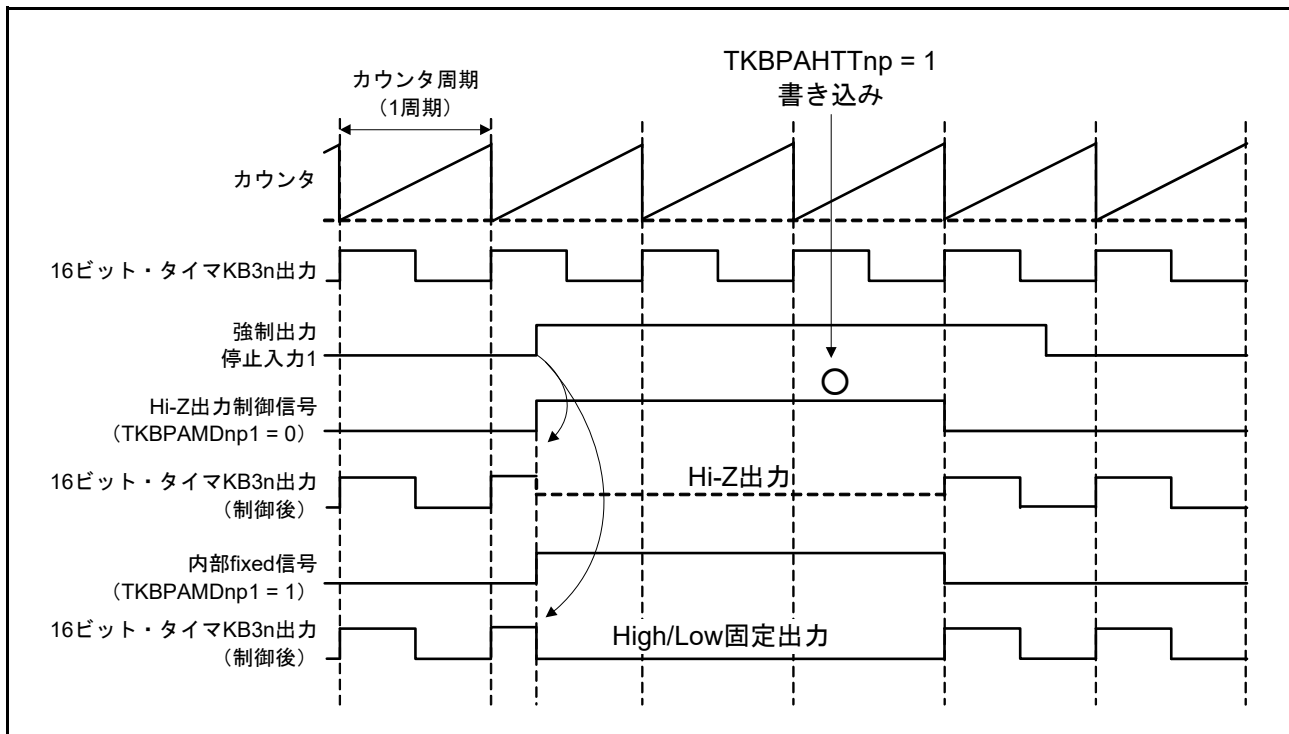 TKBPAHTTnp = 1
書き込み
カウンタ周期
(1周期)
カウンタ
16ビット・タイマKB3n出力
強制出力
停止入力1
Hi-Z出力制御信号
(TKBPAMDnp1 = 0)
16ビット・タイマKB3n出力
(制御後)
Hi-Z出力
内部fixed信号
(TKBPAMDnp1 = 1)
16ビット・タイマKB3n出力
(制御後)
High/Low固定出力